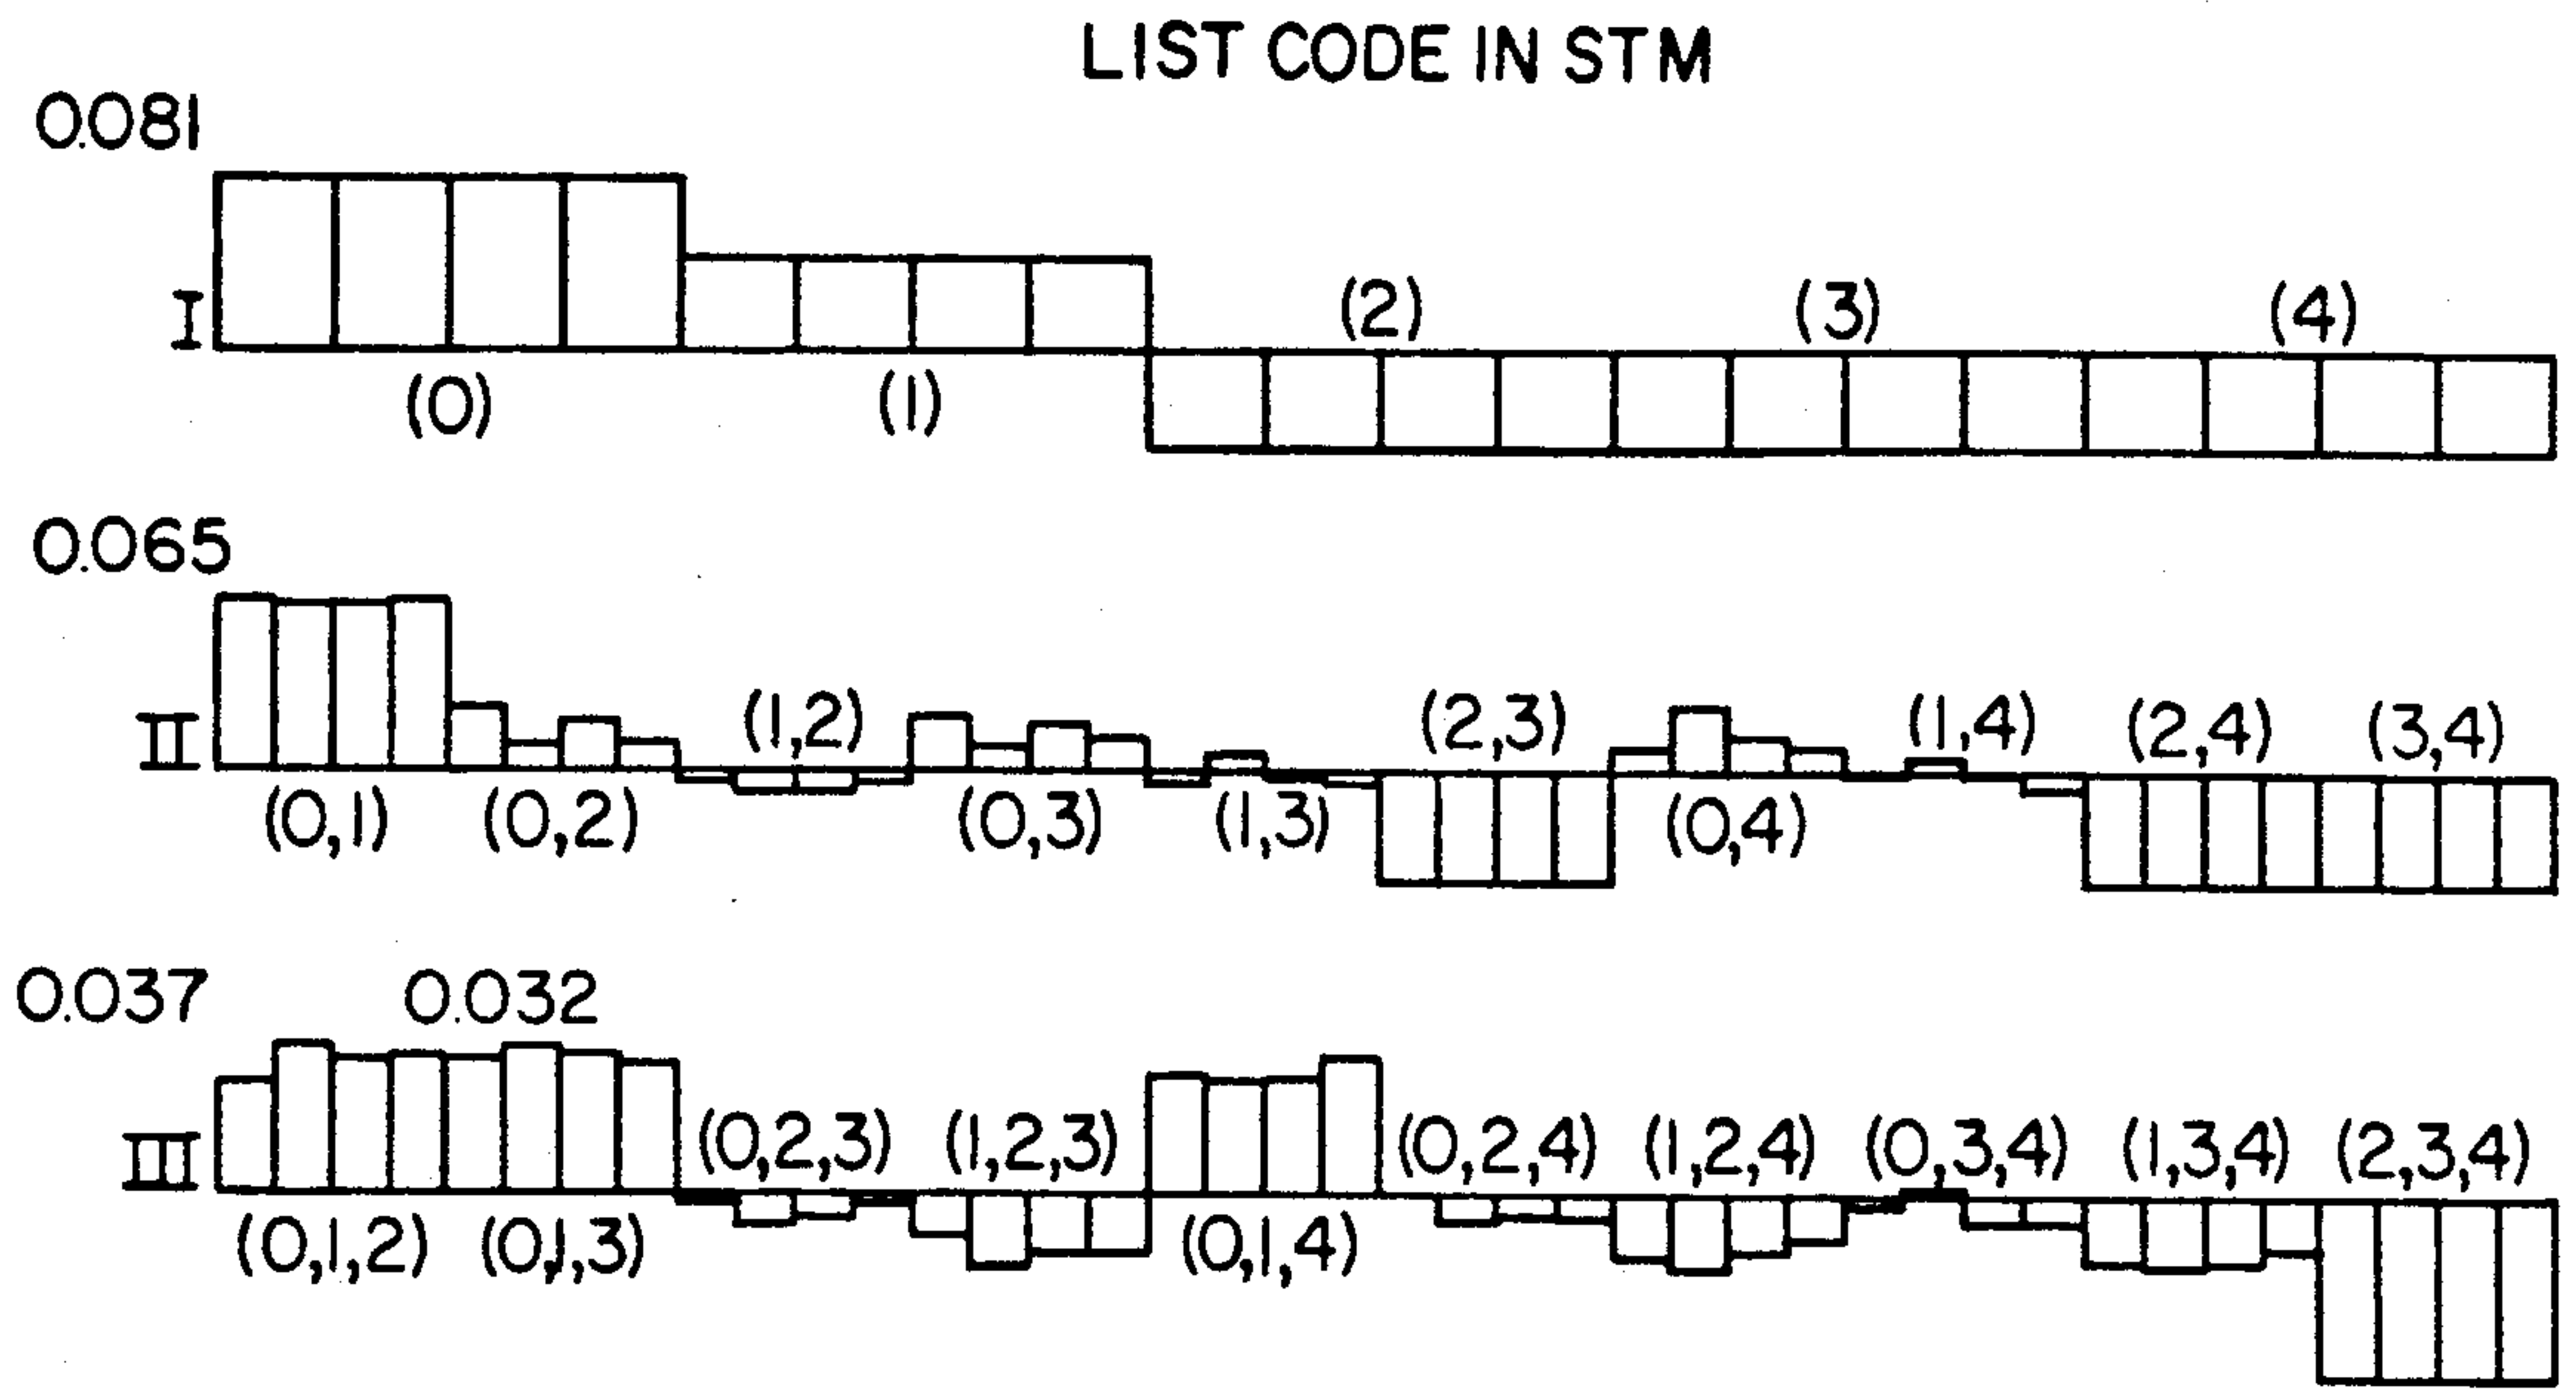 LIST CODE IN STM
0.081
I
(2) (3) (4)
(0) (1)
0.065
II
(1,2) (2,3) (1,4) (2,4) (3,4)
(0,1) (0,2) (0,3) (1,3) (0,4)
0.037 0.032
III
(0,2,3) (1,2,3) (0,2,4) (1,2,4) (0,3,4) (1,3,4) (2,3,4)
(0,1,2) (0,1,3) (0,1,4)